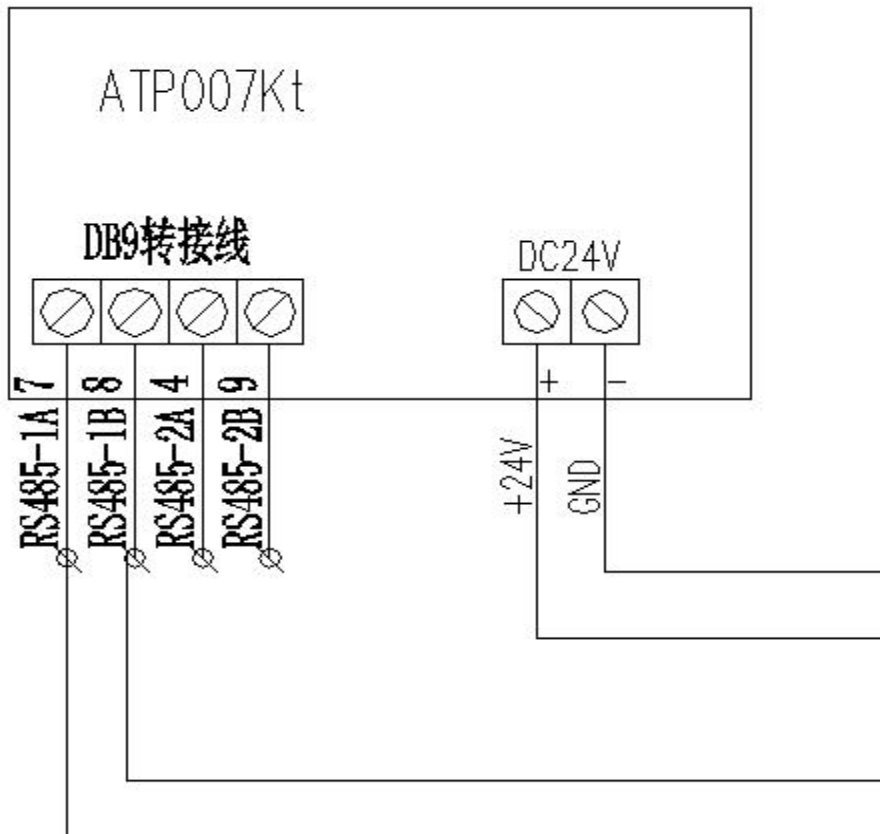 ATP007Kt
DB9转接线
DC24V
7
8
4
9
+
-
RS485-1A
RS485-1B
RS485-2A
RS485-2B
+24V
GND